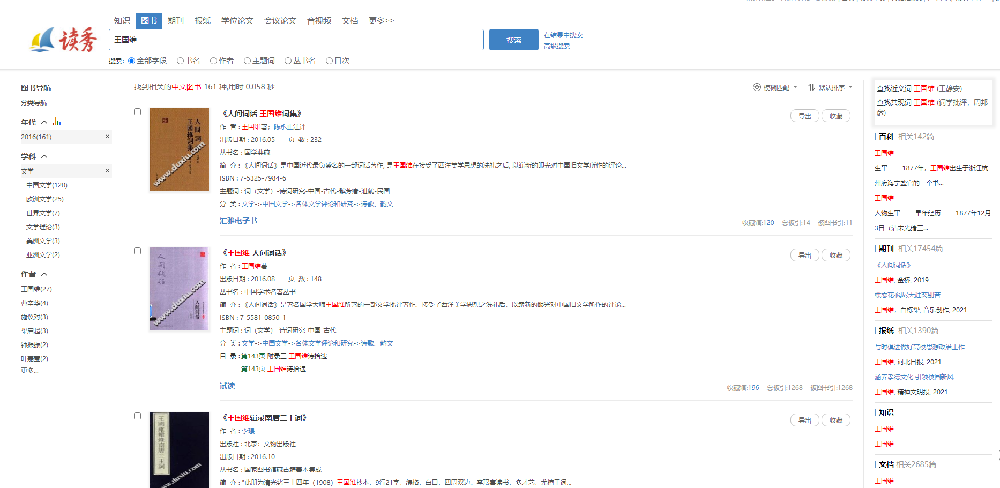 知识 图书 期刊 报纸 学位论文 会议论文 音视频 文档 更多>>
读秀
王国维
搜索
在结果中搜索
高级搜索
搜索: 全部字段 书名 作者 主题词 丛书名 目次
图书导航
分类导航
年代
2016(161) ×
学科
文学 ×
中国文学(120)
欧洲文学(25)
世界文学(7)
文学理论(3)
美洲文学(3)
亚洲文学(2)
作者
王国维(27)
曹辛华(4)
施议对(3)
梁启超(3)
钟振振(2)
叶嘉莹(2)
更多...
找到相关的中文图书 161 种,用时 0.058 秒
模糊匹配 默认排序
人间词话
王國維詞集
www.duxiu.com
《人间词话 王国维词集》
导出 收藏
作 者 : 王国维著；陈永正注评
出版日期 : 2016.05 页 数 : 232
丛书名 : 国学典藏
简 介 : 《人间词话》是中国近代最负盛名的一部词话著作, 是王国维在接受了西洋美学思想的洗礼之后, 以崭新的眼光对中国旧文学所作的评论...
ISBN : 7-5325-7984-6
主题词 : 词（文学）-诗词研究-中国-古代-髌芳瘠-泄鹣-民国
分 类 : 文学->中国文学->各体文学评论和研究->诗歌、韵文
汇雅电子书
收藏馆:120 总被引:14 被图书引:11
人间词话
人间词话
www.duxiu.com
《王国维 人间词话》
导出 收藏
作 者 : 王国维著
出版日期 : 2016.08 页 数 : 148
丛书名 : 中国学术名著丛书
简 介 : 《人间词话》是著名国学大师王国维所著的一部文学批评著作。接受了西洋美学思想之洗礼后，以崭新的眼光对中国旧文学所作的评论...
ISBN : 7-5581-0850-1
主题词 : 词（文学）-诗词研究-中国-古代
分 类 : 文学->中国文学->各体文学评论和研究->诗歌、韵文
目 录 : 第143页 附录三 王国维诗拾遗
第143页 王国维诗拾遗
试读
收藏馆:196 总被引:1268 被图书引:1268
王國維輯錄南唐二主詞
www.duxiu.com
《王国维辑录南唐二主词》
导出 收藏
作 者 : 李璟
出版社 : 北京：文物出版社
出版日期 : 2016.10
丛书名 : 国家图书馆藏古籍善本集成
简 介 : "此册为清光绪三十四年（1908）王国维抄本，9行21字，绿格，白口，四周双边。李璟喜读书，多才艺，尤擅于词...
查找近义词 王国维 (王静安)
查找共现词 王国维 (词学批评，周邦
彦)
百科 相关142篇
王国维
生平 1877年，王国维出生于浙江杭
州府海宁盐官的一个书...
王国维
人物生平 早年经历 1877年12月
3日（清末光绪三...
期刊 相关17454篇
《人间词话》
王国维, 金桥, 2019
蝶恋花·阅尽天涯离别苦
王国维，白栋梁, 音乐创作, 2021
报纸 相关1390篇
与时俱进做好高校思想政治工作
王国维, 河北日报, 2021
涵养孝德文化 引领校园新风
王国维, 精神文明报, 2021
知识
王国维
王国维
文档 相关2685篇
王国维